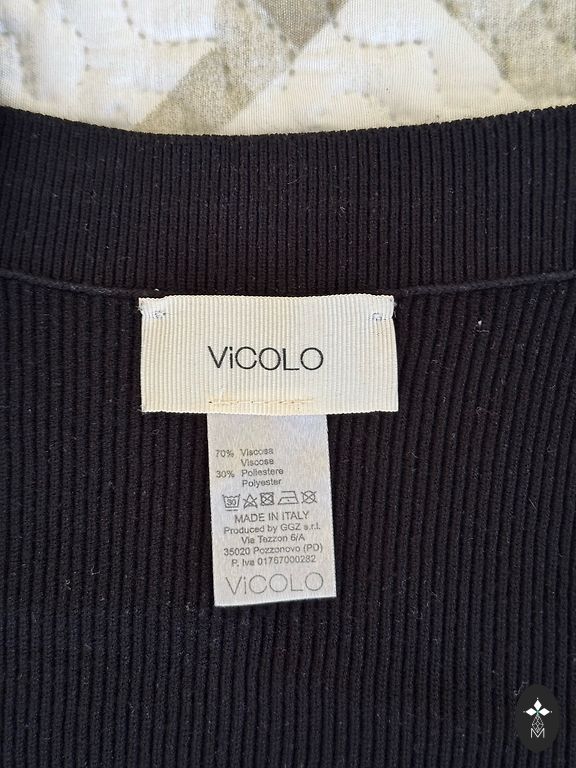 ViCOLO
70% Viscosa
Viscose
30% Poliestere
Polyester
30
MADE IN ITALY
Produced by GGZ s.r.l.
Via Tezzon 6/A
35020 Pozzonovo (PD)
P. Iva 01767000282
ViCOLO
M